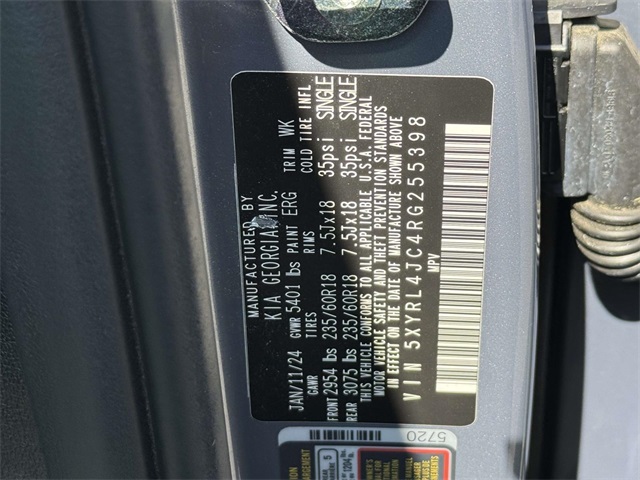 MANUFACTURED BY
KIA GEORGIA, INC.
JAN/11/24 GVWR 5401 lbs PAINT ERG TRIM WK
GAWR TIRES RIMS COLD TIRE INFL
FRONT 2954 lbs 235/60R18 7.5Jx18 35psi SINGLE
REAR 3075 lbs 235/60R18 7.5Jx18 35psi SINGLE
THIS VEHICLE CONFORMS TO ALL APPLICABLE U.S.A. FEDERAL
MOTOR VEHICLE SAFETY AND THEFT PREVENTION STANDARDS
IN EFFECT ON THE DATE OF MANUFACTURE SHOWN ABOVE
VIN 5XYRL4JC4RG255398
MPV
5720
5